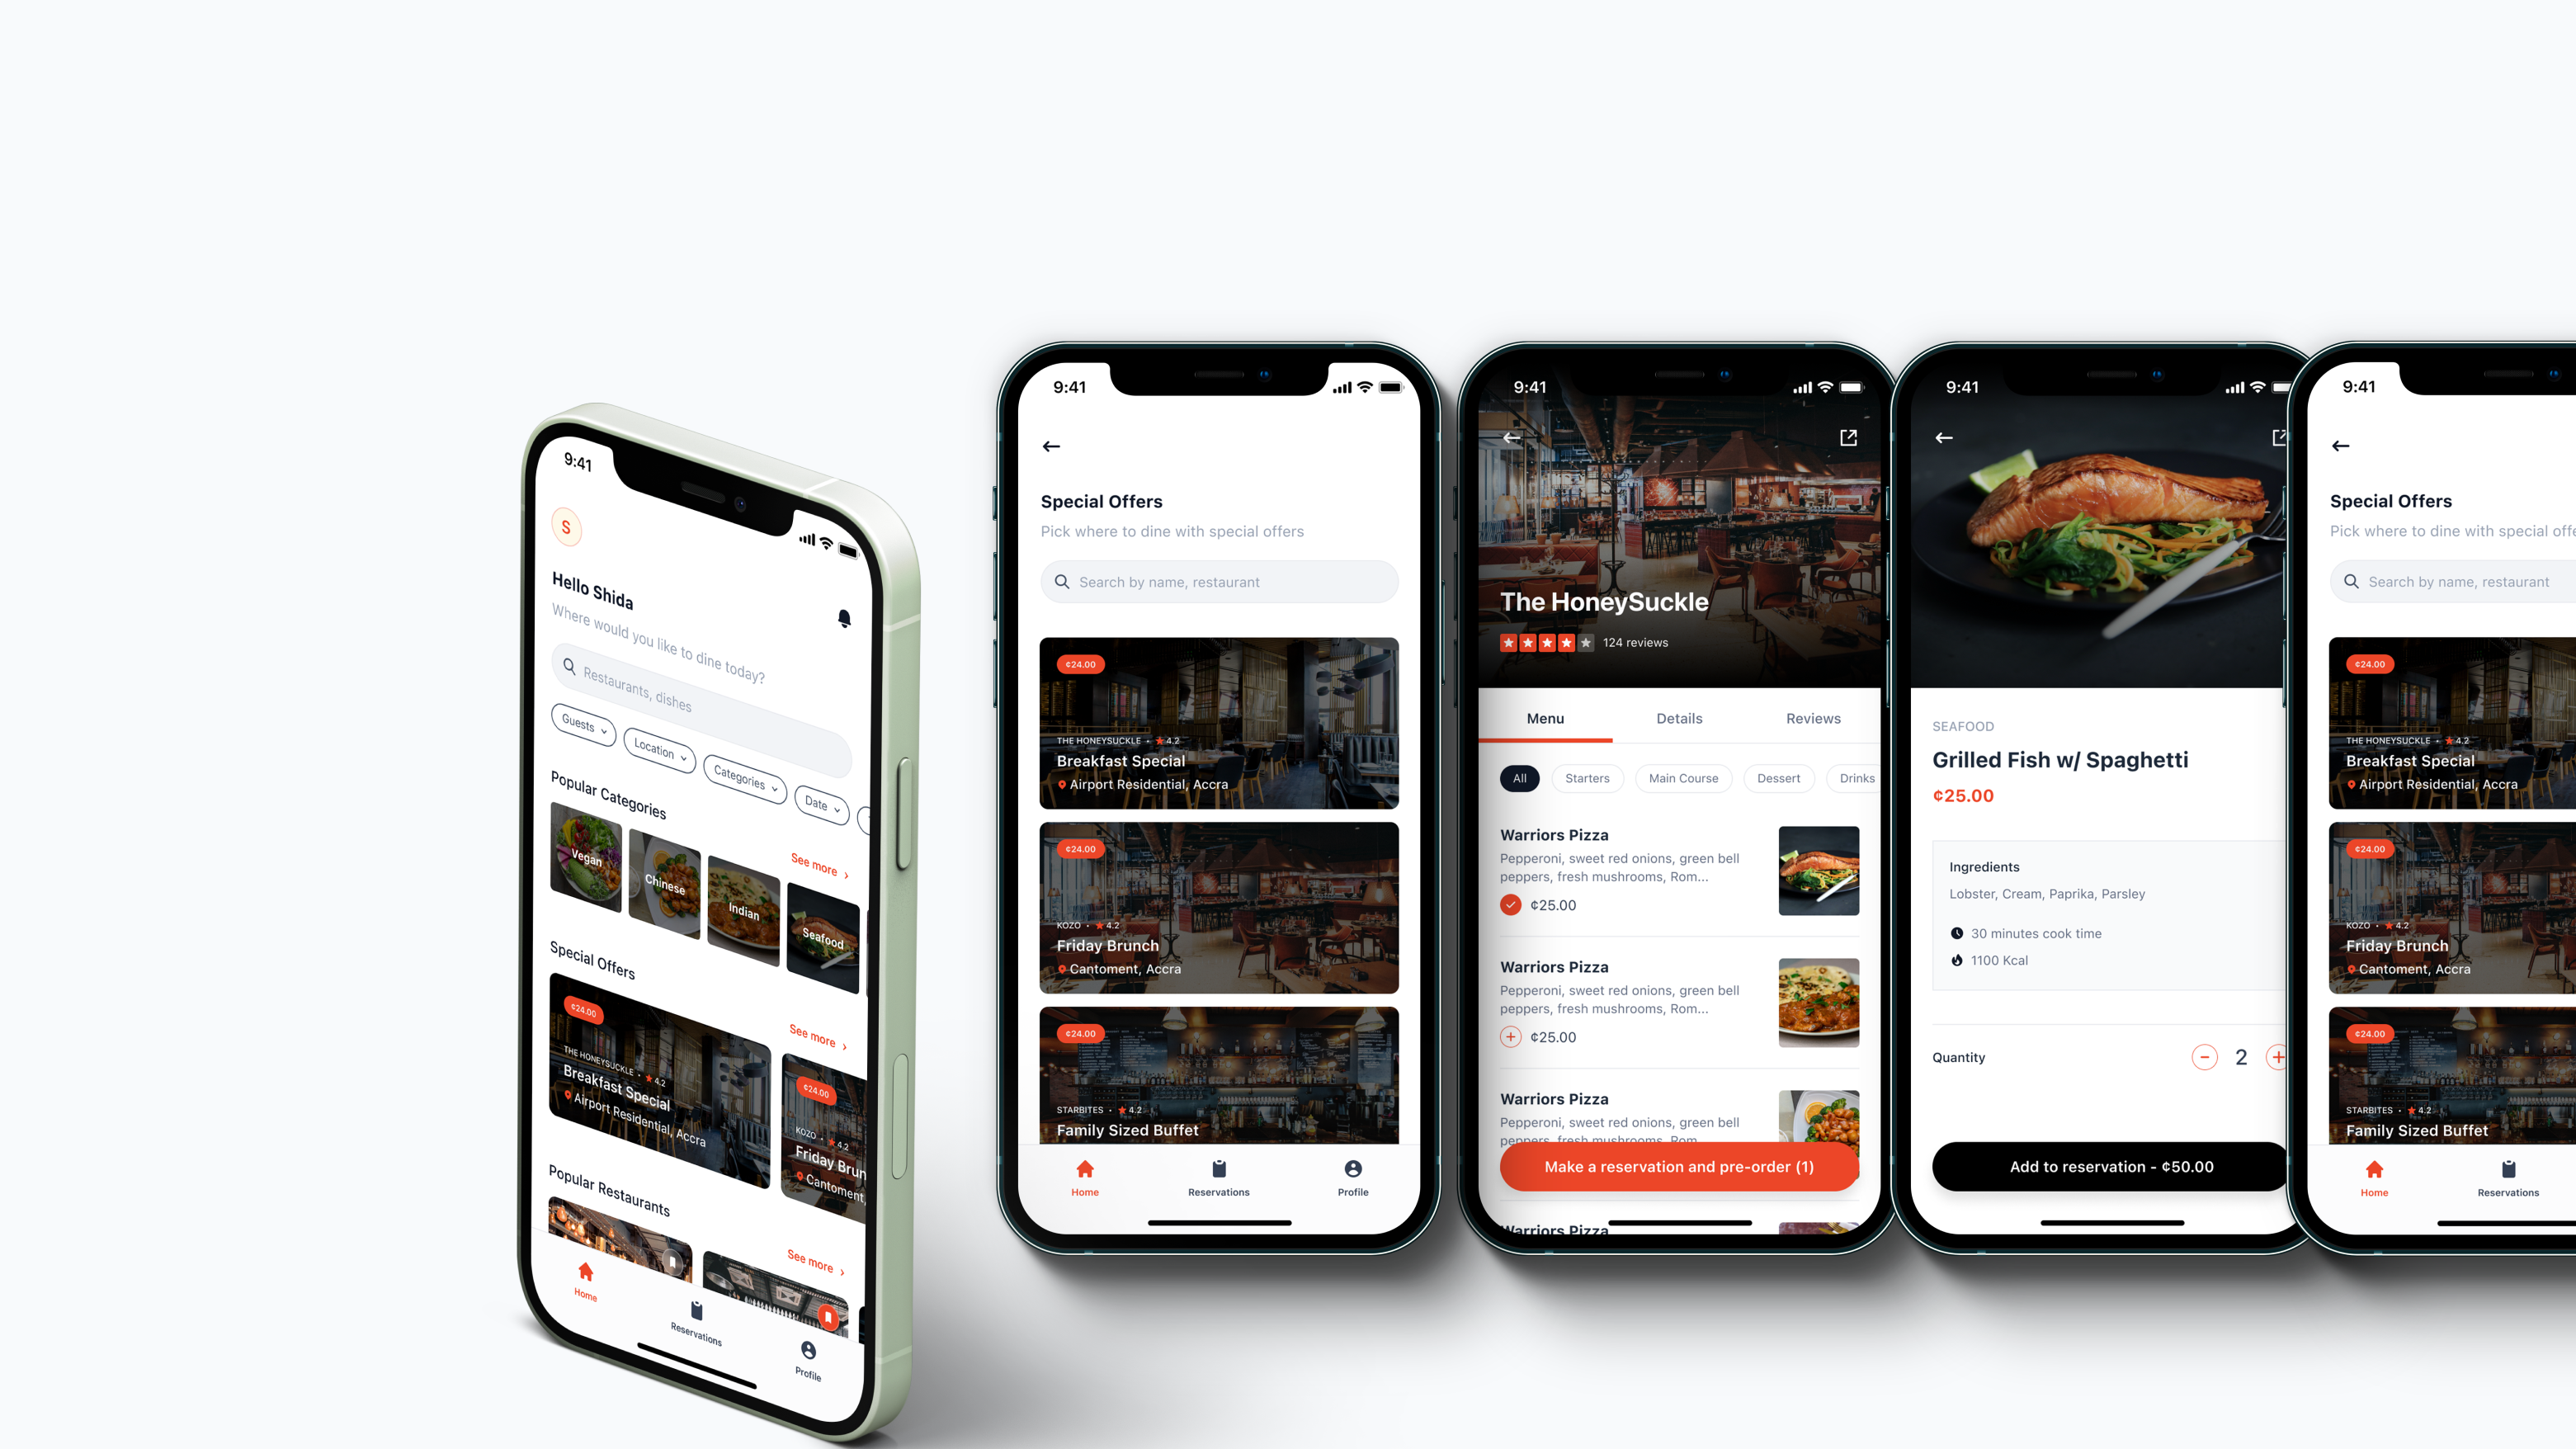 9:41
S
Hello Shida
Where would you like to dine today?
Restaurants, dishes
Guests
Location
Categories
Date
Popular Categories
See more
Vegan
Chinese
Indian
Seafood
Special Offers
See more
¢24.00
THE HONEYSUCKLE • 4.2
Breakfast Special
Airport Residential, Accra
¢24.00
KOZO • 4.2
Friday Brun
Cantoment,
Popular Restaurants
See more
Home
Reservations
Profile
9:41
Special Offers
Pick where to dine with special offers
Search by name, restaurant
¢24.00
THE HONEYSUCKLE • 4.2
Breakfast Special
Airport Residential, Accra
¢24.00
KOZO • 4.2
Friday Brunch
Cantoment, Accra
¢24.00
STARBITES • 4.2
Family Sized Buffet
Home
Reservations
Profile
9:41
The HoneySuckle
124 reviews
Menu
Details
Reviews
All
Starters
Main Course
Dessert
Drinks
Warriors Pizza
Pepperoni, sweet red onions, green bell
peppers, fresh mushrooms, Rom...
¢25.00
Warriors Pizza
Pepperoni, sweet red onions, green bell
peppers, fresh mushrooms, Rom...
¢25.00
Warriors Pizza
Pepperoni, sweet red onions, green bell
peppers, fresh mushrooms, Rom...
Make a reservation and pre-order (1)
Warriors Pizza
9:41
SEAFOOD
Grilled Fish w/ Spaghetti
¢25.00
Ingredients
Lobster, Cream, Paprika, Parsley
30 minutes cook time
1100 Kcal
Quantity
2
Add to reservation - ¢50.00
9:41
Special Offers
Pick where to dine with special offe
Search by name, restaurant
¢24.00
THE HONEYSUCKLE • 4.2
Breakfast Special
Airport Residential, Accra
¢24.00
KOZO • 4.2
Friday Brunch
Cantoment, Accra
¢24.00
STARBITES • 4.2
Family Sized Buffet
Home
Reservations